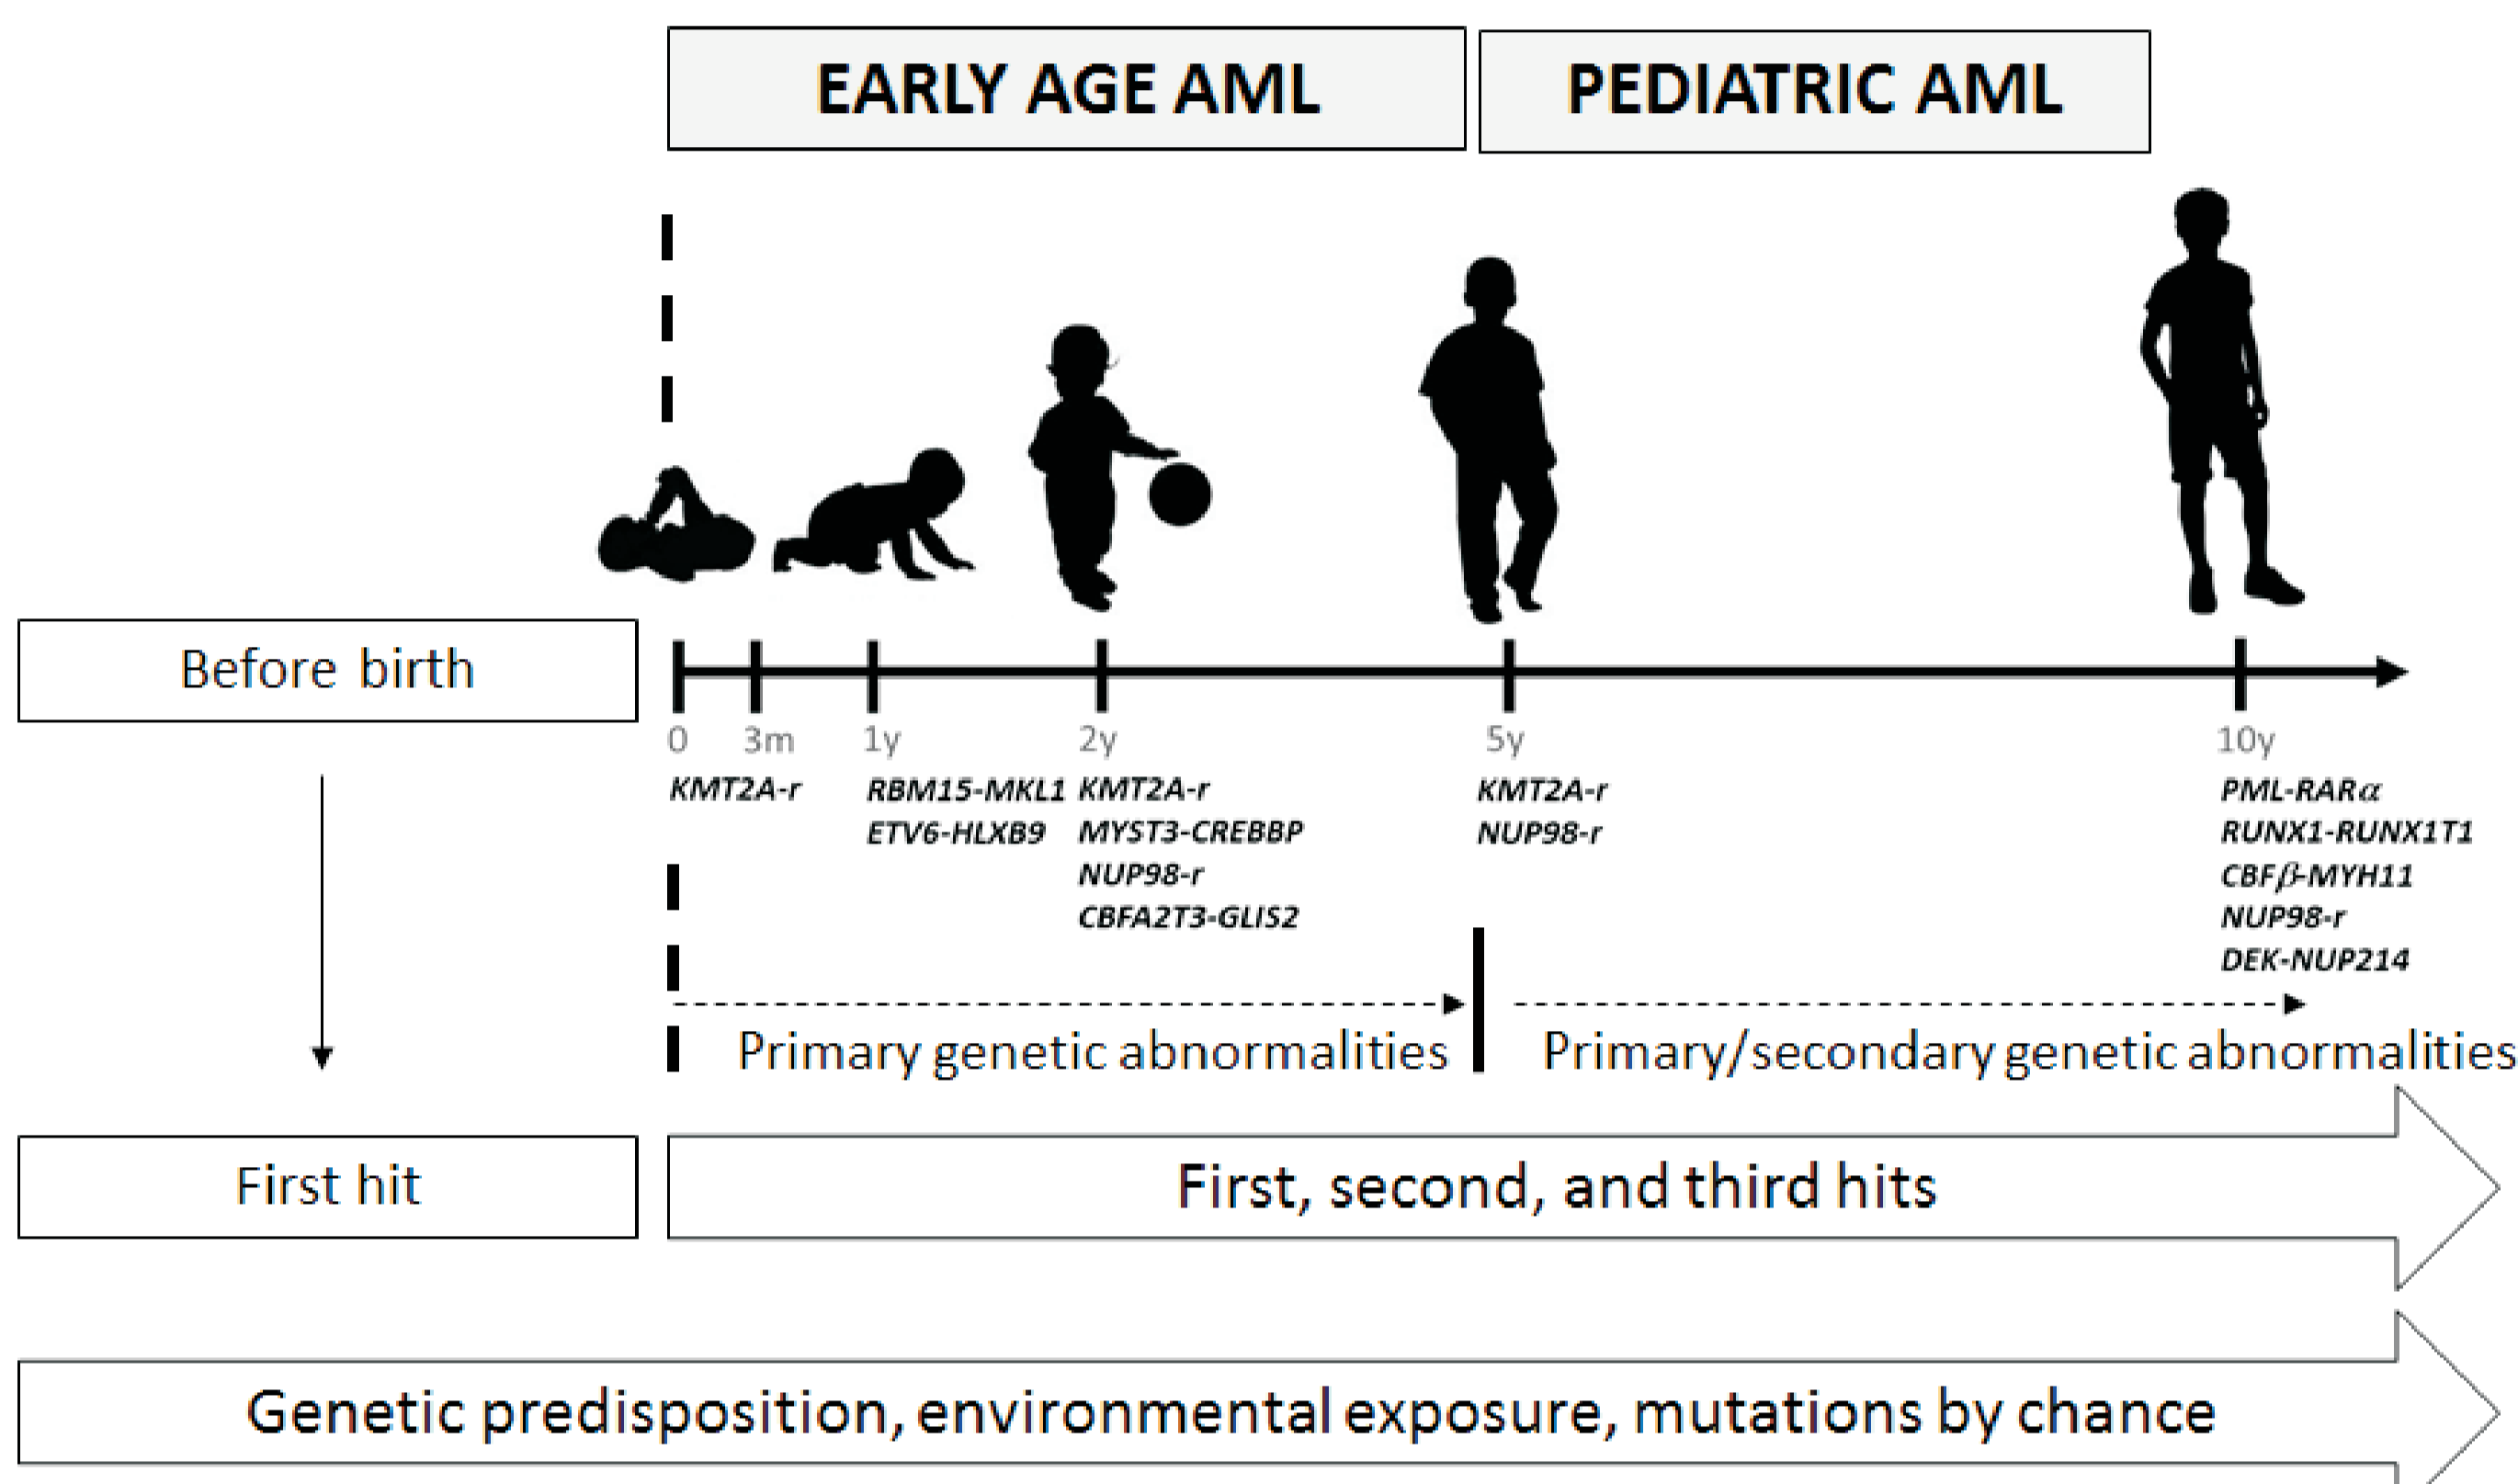 EARLY AGE AML
PEDIATRIC AML
Before birth
0
3m
1y
2y
5y
10y
KMT2A-r
RBM15-MKL1
ETV6-HLXB9
KMT2A-r
MYST3-CREBBP
NUP98-r
CBFA2T3-GLIS2
KMT2A-r
NUP98-r
PML-RARα
RUNX1-RUNX1T1
CBFβ-MYH11
NUP98-r
DEK-NUP214
Primary genetic abnormalities
Primary/secondary genetic abnormalities
First hit
First, second, and third hits
Genetic predisposition, environmental exposure, mutations by chance